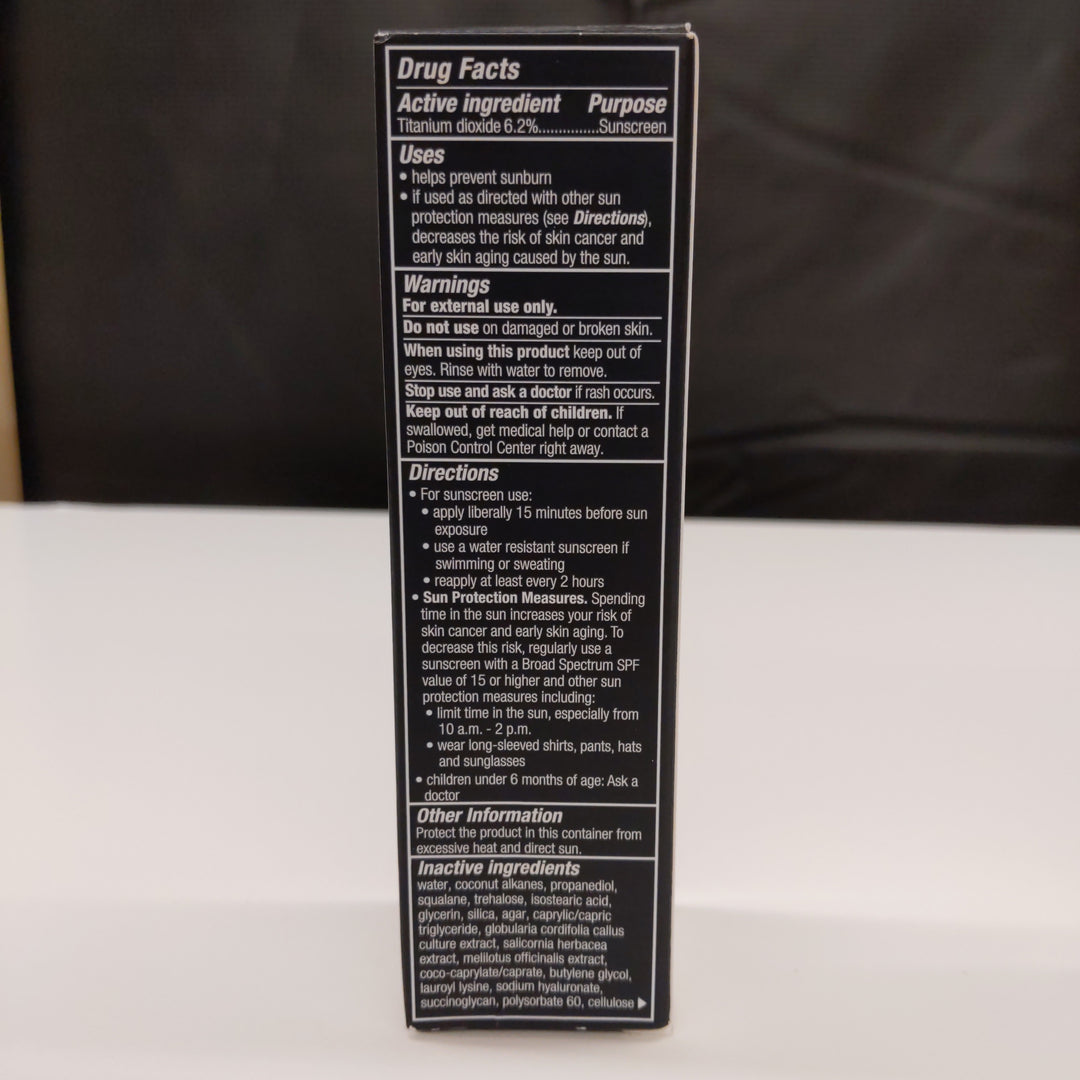 Drug Facts
Active ingredient Purpose
Titanium dioxide 6.2%...............Sunscreen
Uses
• helps prevent sunburn
• if used as directed with other sun
protection measures (see Directions),
decreases the risk of skin cancer and
early skin aging caused by the sun.
Warnings
For external use only.
Do not use on damaged or broken skin.
When using this product keep out of
eyes. Rinse with water to remove.
Stop use and ask a doctor if rash occurs.
Keep out of reach of children. If
swallowed, get medical help or contact a
Poison Control Center right away.
Directions
• For sunscreen use:
• apply liberally 15 minutes before sun
exposure
• use a water resistant sunscreen if
swimming or sweating
• reapply at least every 2 hours
• Sun Protection Measures. Spending
time in the sun increases your risk of
skin cancer and early skin aging. To
decrease this risk, regularly use a
sunscreen with a Broad Spectrum SPF
value of 15 or higher and other sun
protection measures including:
• limit time in the sun, especially from
10 a.m. - 2 p.m.
• wear long-sleeved shirts, pants, hats
and sunglasses
• children under 6 months of age: Ask a
doctor
Other Information
Protect the product in this container from
excessive heat and direct sun.
Inactive ingredients
water, coconut alkanes, propanediol,
squalane, trehalose, isostearic acid,
glycerin, silica, agar, caprylic/capric
triglyceride, globularia cordifolia callus
culture extract, salicornia herbacea
extract, melilotus officinalis extract,
coco-caprylate/caprate, butylene glycol,
lauroyl lysine, sodium hyaluronate,
succinoglycan, polysorbate 60, cellulose